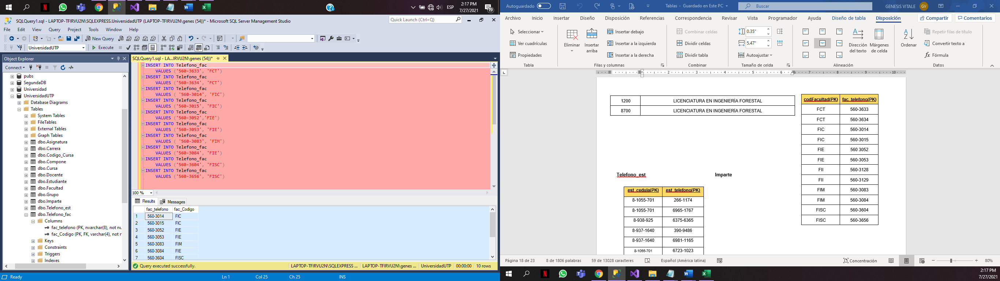 ESP
2:17 PM
7/27/2021
19
SQLQuery1.sql - LAPTOP-TFIRVU2N\SQLEXPRESS.UniversidadUTP (LAPTOP-TFIRVU2N\genes (54))* - Microsoft SQL Server Management Studio
Quick Launch (Ctrl+Q)
File Edit View Query Project Tools Window Help
New Query
UniversidadUTP
Execute
Object Explorer
Connect
pubs
SegundaDB
Universidad
UniversidadUTP
Database Diagrams
Tables
System Tables
FileTables
External Tables
Graph Tables
dbo.Asignatura
dbo.Carrera
dbo.Codigo_Cursa
dbo.Compone
dbo.Cursa
dbo.Docente
dbo.Estudiante
dbo.Facultad
dbo.Grupo
dbo.Imparte
dbo.Telefono_est
dbo.Telefono_fac
Columns
fac_telefono (PK, nvarchar(8), not nu
fac_Codigo (PK, FK, varchar(4), not n
Keys
Constraints
Triggers
Indexes
SQLQuery1.sql - LA...IRVU2N\genes (54))*
INSERT INTO Telefono_fac
VALUES ('560-3633', 'FCT')
INSERT INTO Telefono_fac
VALUES ('560-3634', 'FCT')
INSERT INTO Telefono_fac
VALUES ( '560-3014', 'FIC')
INSERT INTO Telefono_fac
VALUES ('560-3015', 'FIC')
INSERT INTO Telefono_fac
VALUES ('560-3052','FIE')
INSERT INTO Telefono_fac
VALUES ('560-3053', 'FIE')
INSERT INTO Telefono_fac
VALUES ( '560-3083', 'FIM')
INSERT INTO Telefono_fac
VALUES ('560-3084', 'FIE')
INSERT INTO Telefono_fac
VALUES ('560-3604', 'FISC')
INSERT INTO Telefono_fac
VALUES ('560-3656', 'FISC')
100 %
Results Messages
fac_telefono fac_Codigo
1 560-3014 FIC
2 560-3015 FIC
3 560-3052 FIE
4 560-3053 FIE
5 560-3083 FIM
6 560-3084 FIE
7 560-3604 FISC
Query executed successfully.
LAPTOP-TFIRVU2N\SQLEXPRESS ... LAPTOP-TFIRVU2N\genes ... UniversidadUTP 00:00:00 10 rows
Ready Ln 1 Col 25 Ch 25 INS
Autoguardado Tablas - Guardado en Este PC Buscar GENESIS VITALE GV
Archivo Inicio Insertar Diseño Disposición Referencias Correspondencia Revisar Vista Programador Ayuda Diseño de tabla Disposición Compartir Comentarios
Seleccionar
Ver cuadrículas
Propiedades
Tabla
Eliminar
Insertar arriba
Insertar debajo
Insertar a la izquierda
Insertar a la derecha
Filas y columnas
Combinar celdas
Dividir celdas
Dividir tabla
Combinar
0.35"
5.47"
Autoajustar
Tamaño de celda
Dirección del texto
Márgenes de celda
Alineación
Ordenar
Repetir filas de título
Convertir texto a
Fórmula
Datos
1 2 3 4 5 6 7 8 9 10
1200 LICENCIATURA EN INGENIERÍA FORESTAL
8700 LICENCIATURA EN INGENIERÍA FORESTAL
codFacultad(PK) fac_telefono(PK)
FCT 560-3633
FCT 560-3634
FIC 560-3014
FIC 560-3015
FIE 560 3052
FIE 560-3053
FII 560-3128
FII 560-3129
FIM 560-3083
FIM 560-3084
FISC 560-3604
FISC 560-3656
Telefono_est Imparte
est_cedula(PK) est_telefono(PK)
8-1055-701 266-1174
8-1055-701 6965-1767
8-938-925 6375-6365
8-937-1640 390-9486
8-937-1640 6981-1165
8-1055-701 6723-1023
Página 18 de 23 8 de 1806 palabras 59 de 13028 caracteres Español (América latina) Concentración 80%
2:17 PM
7/27/2021